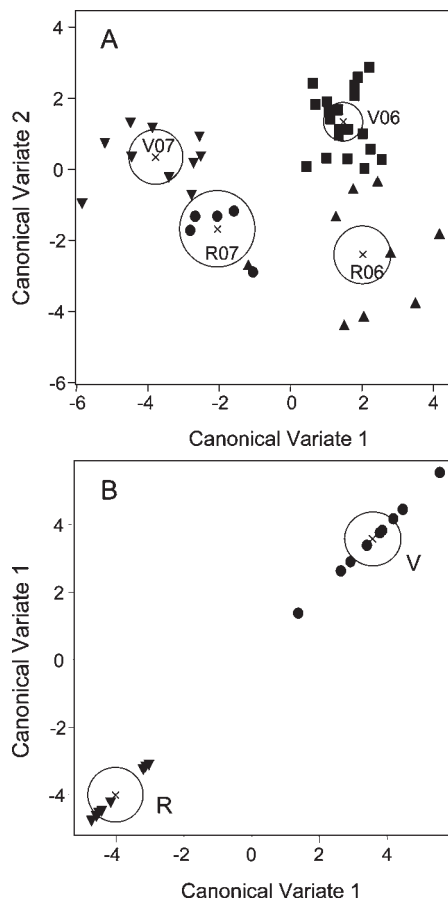 A
4
2
0
-2
-4
-6
Canonical Variate 2
V07
V06
R07
R06
-6 -4 -2 0 2 4
Canonical Variate 1
B
4
2
0
-2
-4
Canonical Variate 1
V
R
-4 -2 0 2 4
Canonical Variate 1